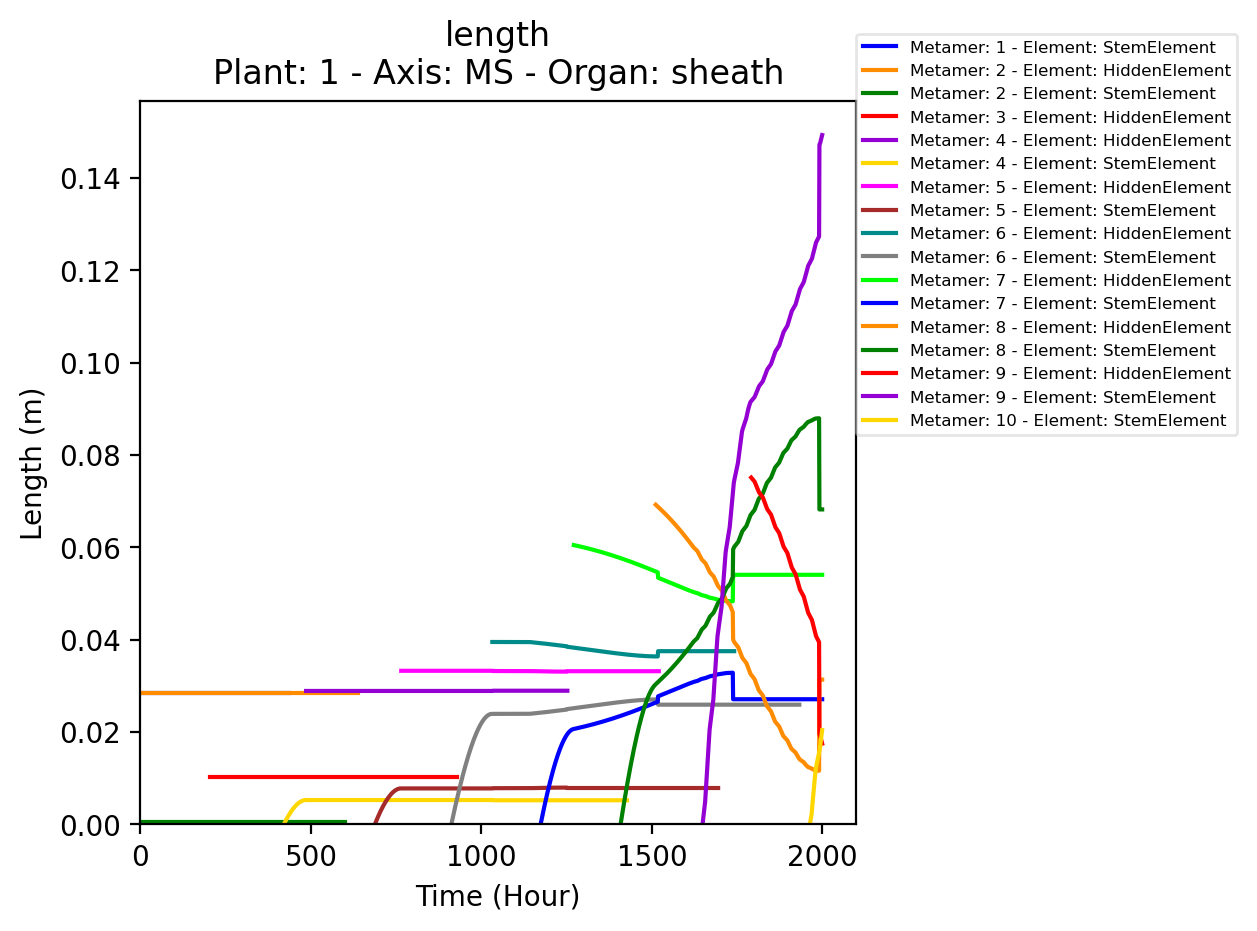 length
Plant: 1 - Axis: MS - Organ: sheath
Metamer: 1 - Element: StemElement
Metamer: 2 - Element: HiddenElement
Metamer: 2 - Element: StemElement
Metamer: 3 - Element: HiddenElement
Metamer: 4 - Element: HiddenElement
Metamer: 4 - Element: StemElement
Metamer: 5 - Element: HiddenElement
Metamer: 5 - Element: StemElement
Metamer: 6 - Element: HiddenElement
Metamer: 6 - Element: StemElement
Metamer: 7 - Element: HiddenElement
Metamer: 7 - Element: StemElement
Metamer: 8 - Element: HiddenElement
Metamer: 8 - Element: StemElement
Metamer: 9 - Element: HiddenElement
Metamer: 9 - Element: StemElement
Metamer: 10 - Element: StemElement
Length (m)
0.14
0.12
0.10
0.08
0.06
0.04
0.02
0.00
0 500 1000 1500 2000
Time (Hour)